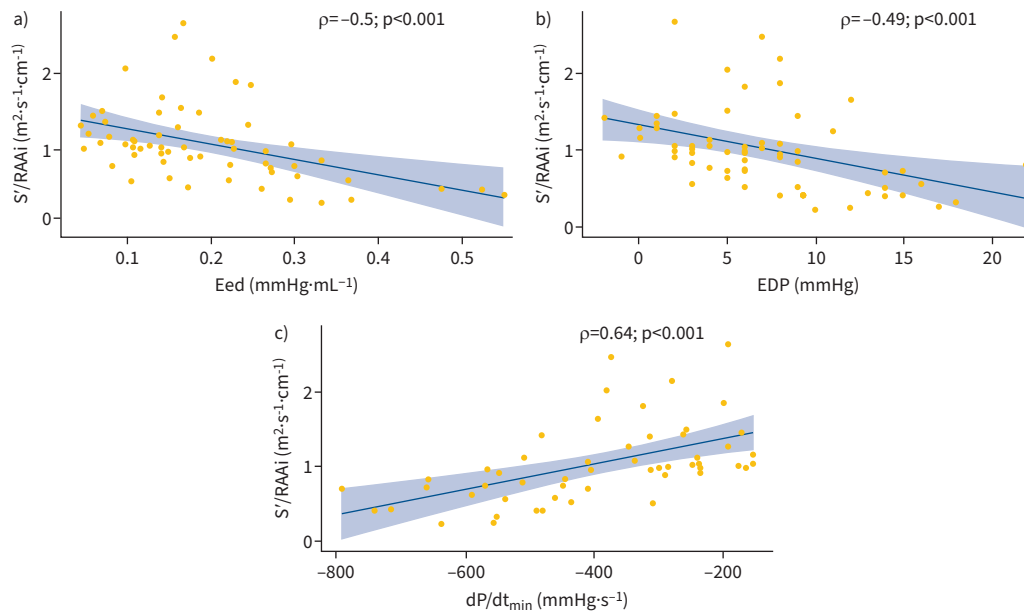 a)
ρ=–0.5; p<0.001
S′/RAAi (m²·s⁻¹·cm⁻¹)
2
1
0
0.1 0.2 0.3 0.4 0.5
Eed (mmHg·mL⁻¹)
b)
ρ=–0.49; p<0.001
S′/RAAi (m²·s⁻¹·cm⁻¹)
2
1
0
0 5 10 15 20
EDP (mmHg)
c)
ρ=0.64; p<0.001
S′/RAAi (m²·s⁻¹·cm⁻¹)
2
1
0
–800 –600 –400 –200
dP/dtmin (mmHg·s⁻¹)